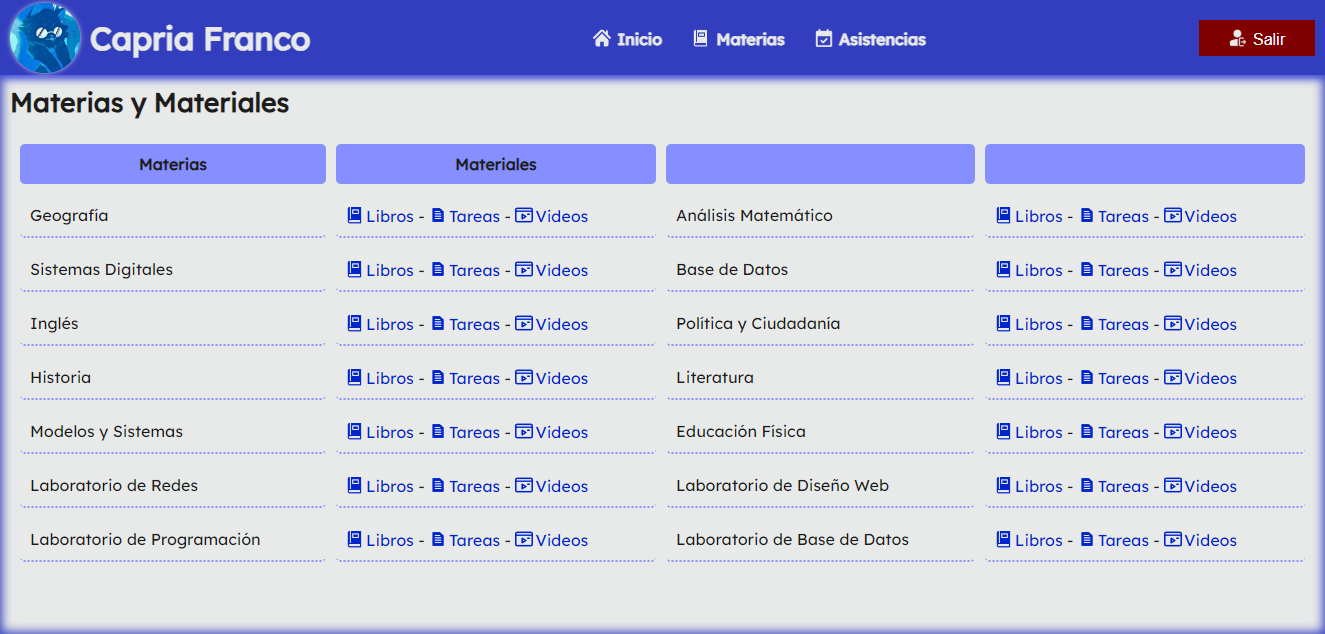 Capria Franco Inicio Materias Asistencias Salir
Materias y Materiales
Materias Materiales
Geografía Libros - Tareas - Videos Análisis Matemático Libros - Tareas - Videos
Sistemas Digitales Libros - Tareas - Videos Base de Datos Libros - Tareas - Videos
Inglés Libros - Tareas - Videos Política y Ciudadanía Libros - Tareas - Videos
Historia Libros - Tareas - Videos Literatura Libros - Tareas - Videos
Modelos y Sistemas Libros - Tareas - Videos Educación Física Libros - Tareas - Videos
Laboratorio de Redes Libros - Tareas - Videos Laboratorio de Diseño Web Libros - Tareas - Videos
Laboratorio de Programación Libros - Tareas - Videos Laboratorio de Base de Datos Libros - Tareas - Videos